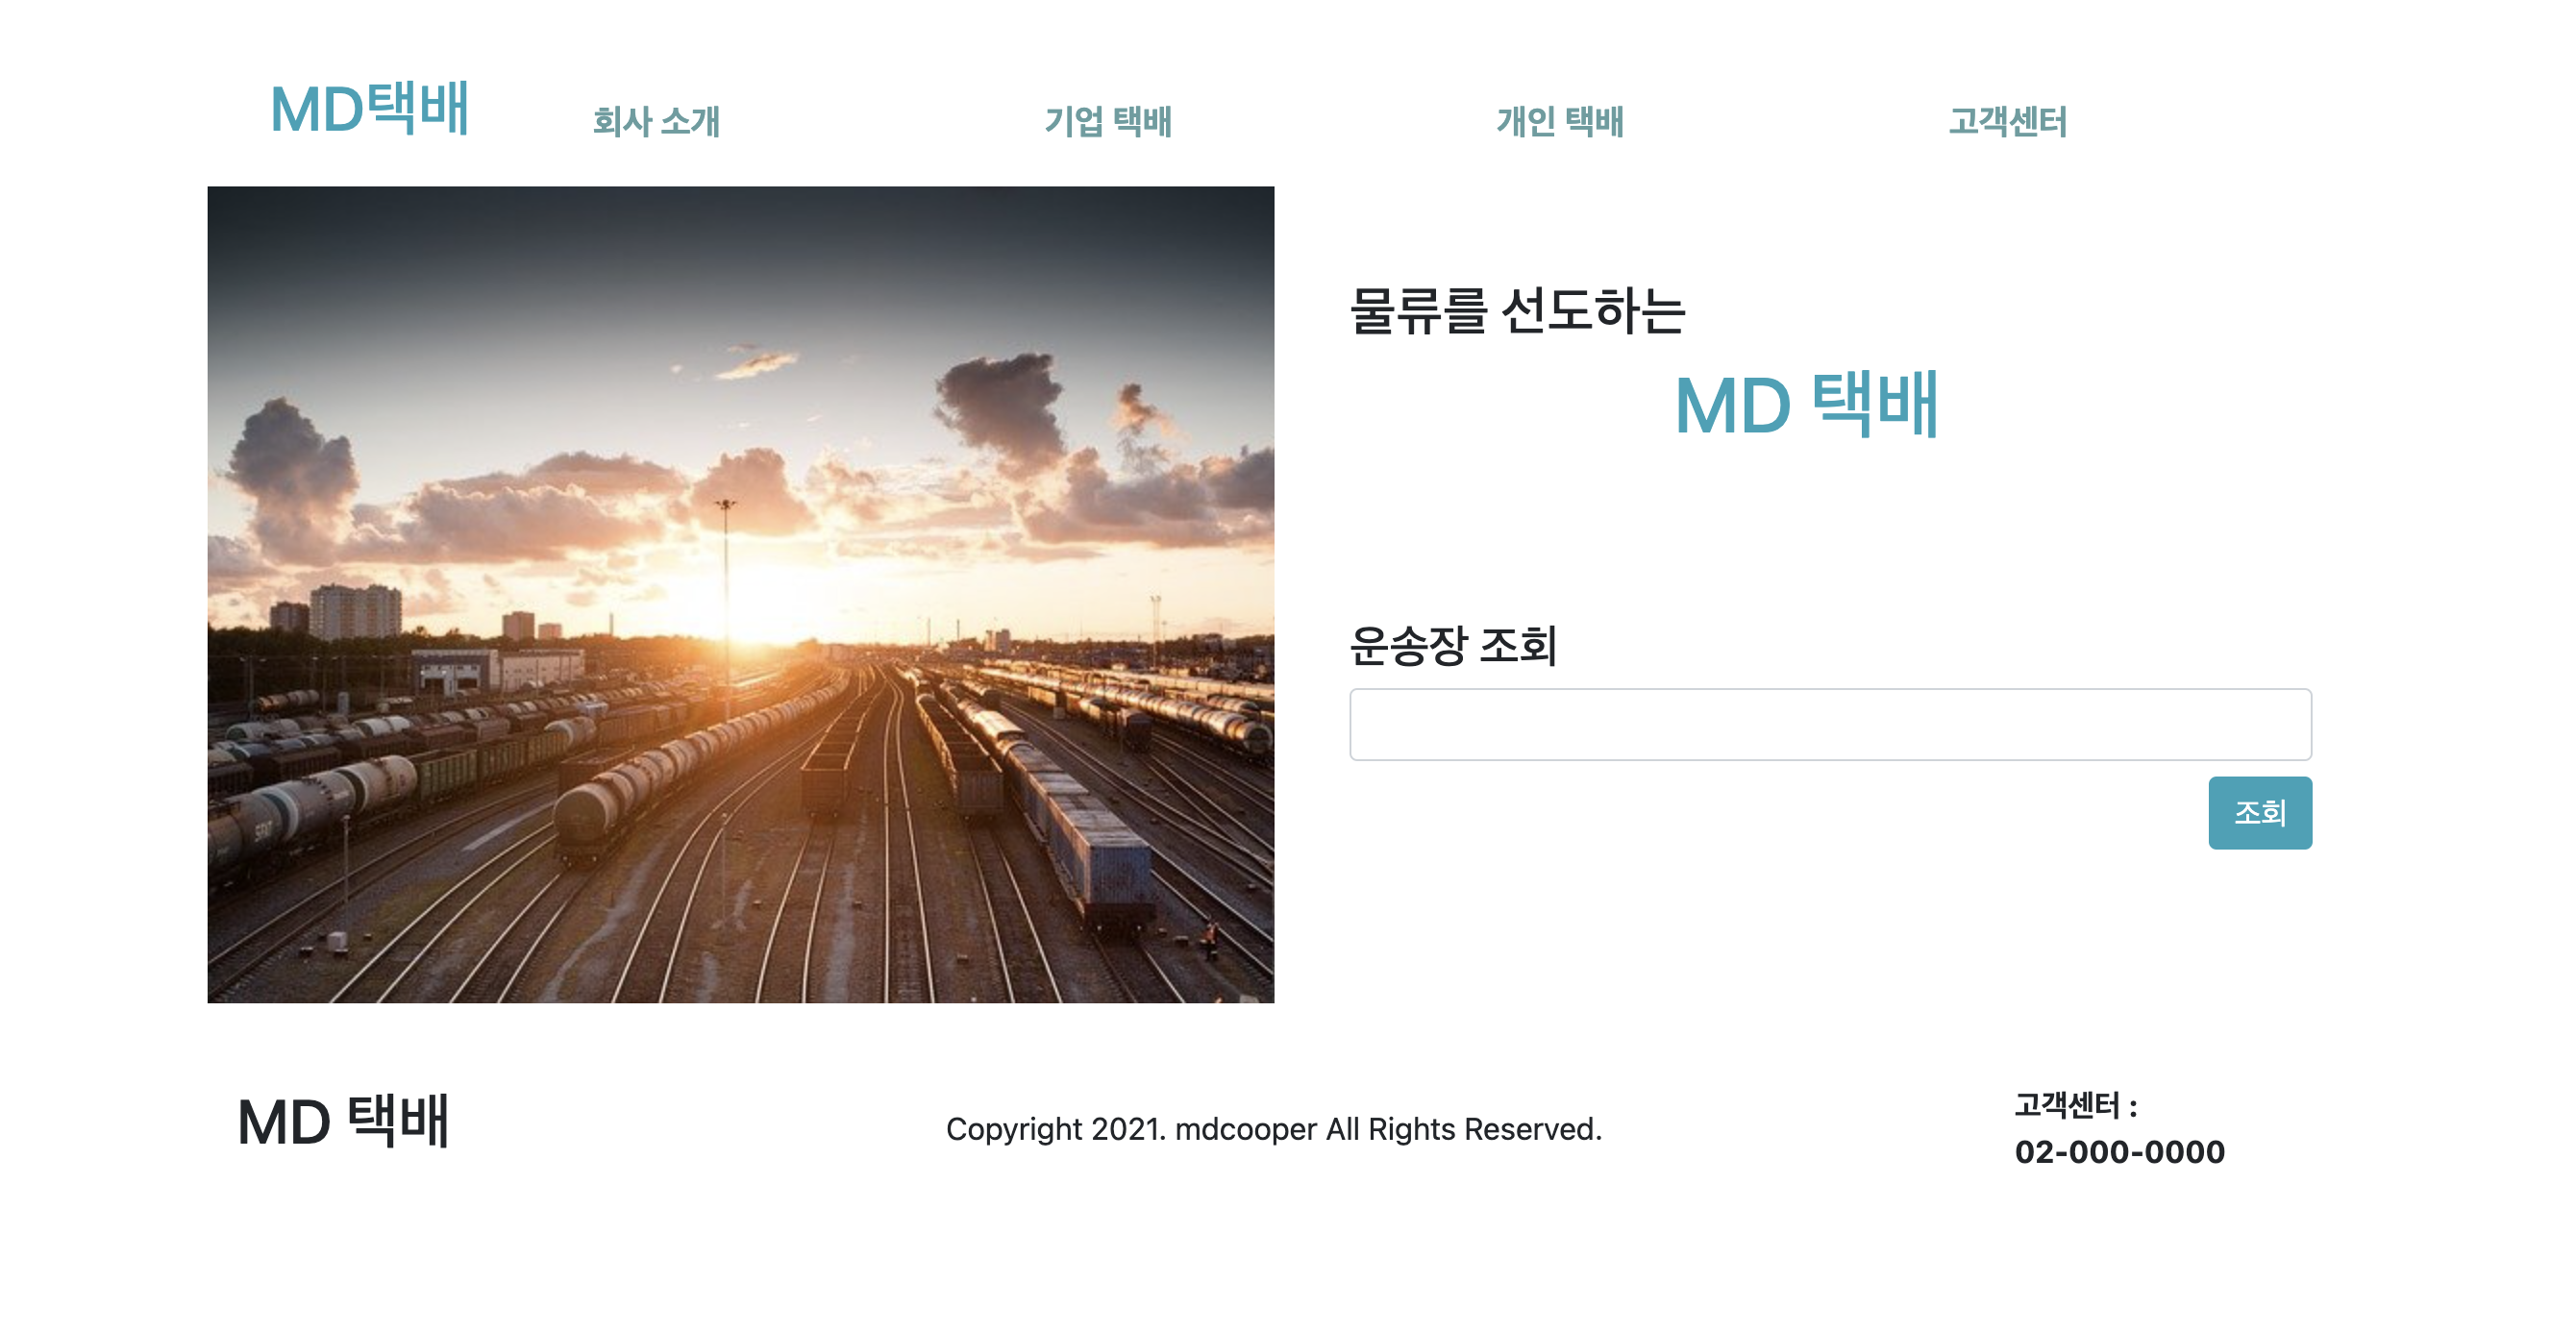 MD택배
회사 소개
기업 택배
개인 택배
고객센터
물류를 선도하는
MD 택배
운송장 조회
조회
MD 택배
Copyright 2021. mdcooper All Rights Reserved.
고객센터 :
02-000-0000